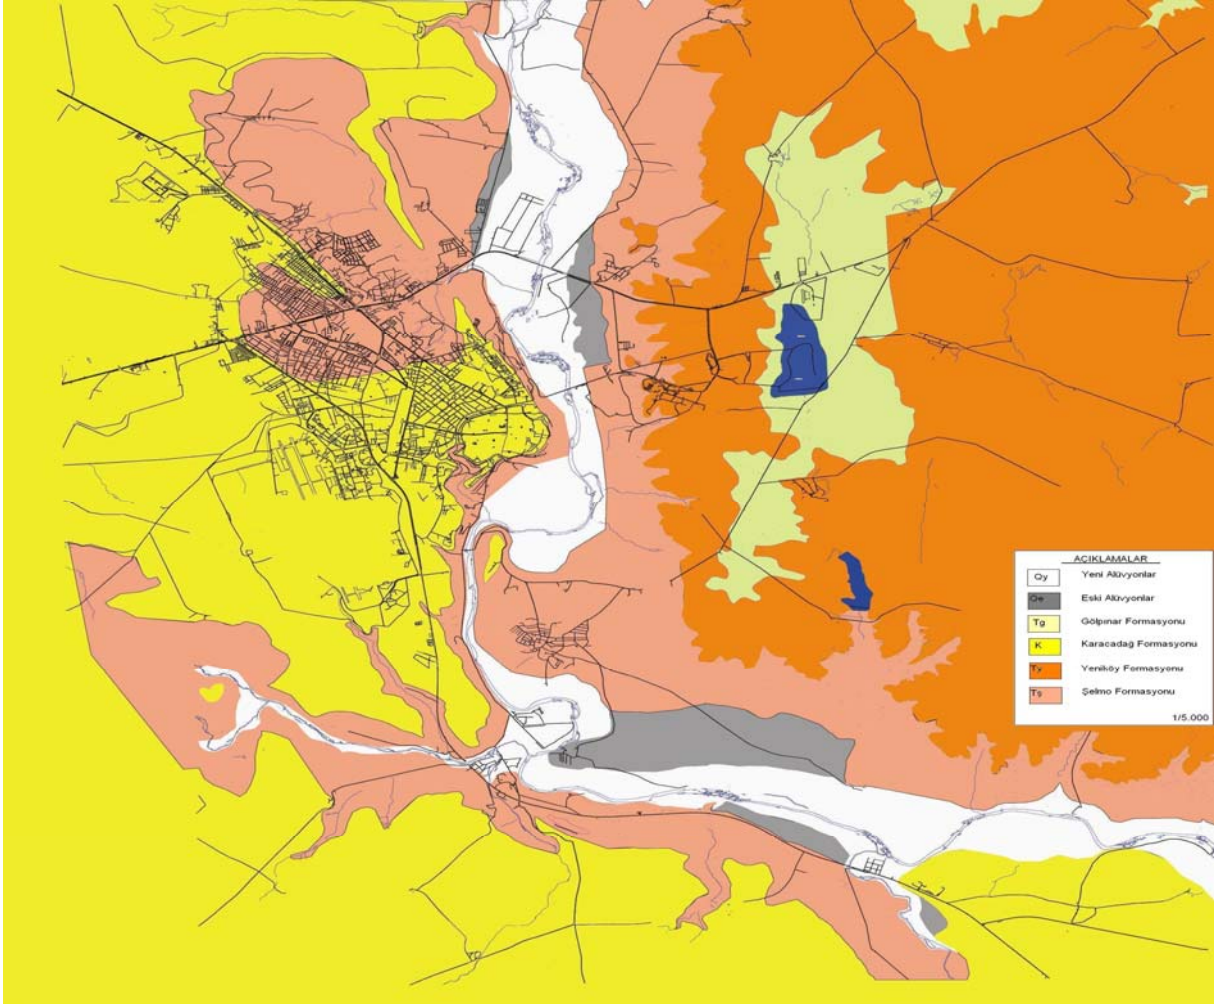 AÇIKLAMALAR
Qy Yeni Alüvyonlar
Qe Eski Alüvyonlar
Tg Gölpınar Formasyonu
K Karacadağ Formasyonu
Ty Yeniköy Formasyonu
Tş Şelmo Formasyonu
1/5.000